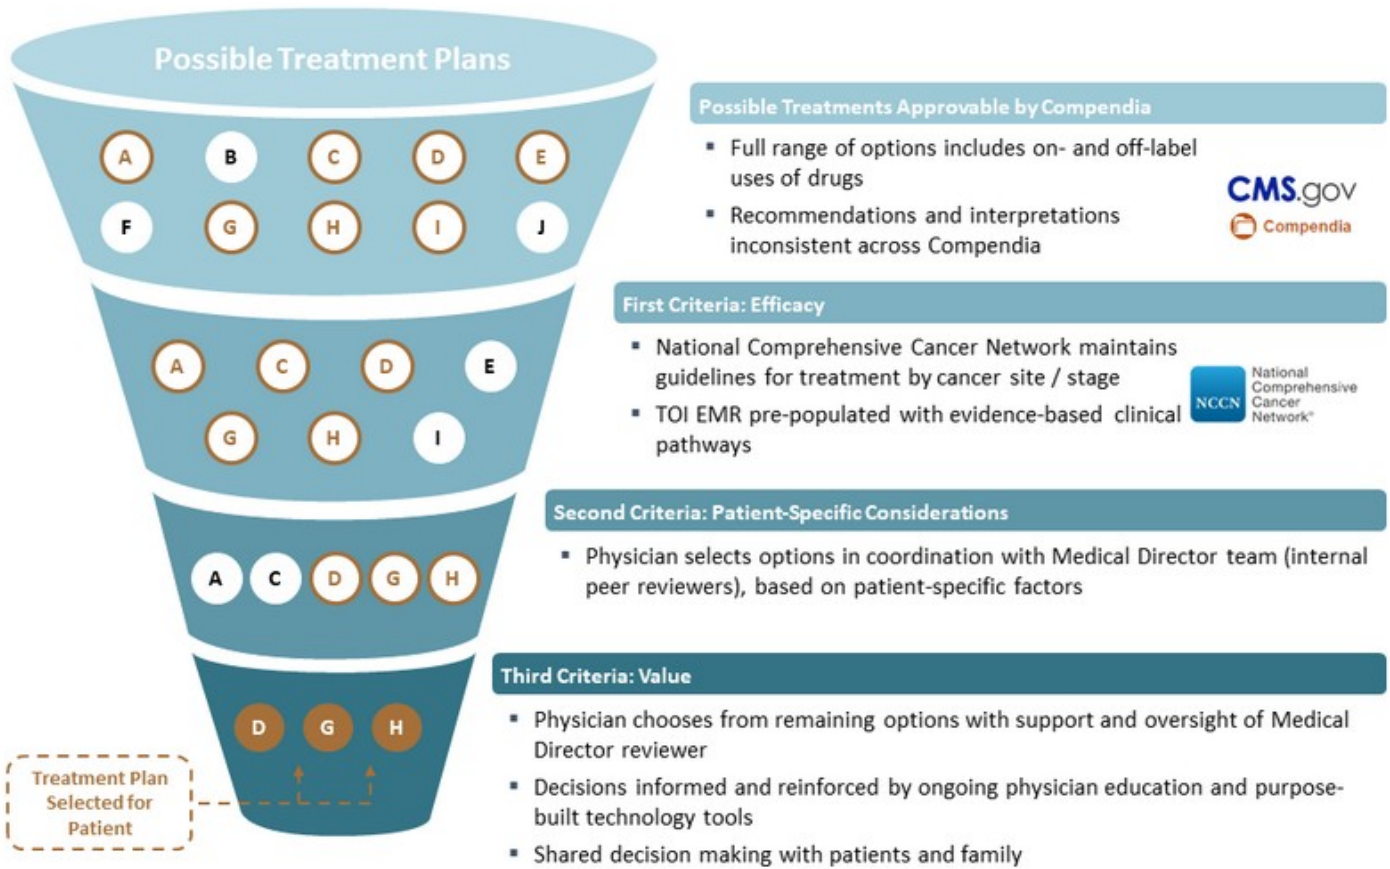 Possible Treatment Plans
A B C D E
F G H I J
Possible Treatments Approvable by Compendia
▪ Full range of options includes on- and off-label
uses of drugs
▪ Recommendations and interpretations
inconsistent across Compendia
CMS.gov
Compendia
A C D E
G H I
First Criteria: Efficacy
▪ National Comprehensive Cancer Network maintains
guidelines for treatment by cancer site / stage
▪ TOI EMR pre-populated with evidence-based clinical
pathways
NCCN
National
Comprehensive
Cancer
Network®
A C D G H
Second Criteria: Patient-Specific Considerations
▪ Physician selects options in coordination with Medical Director team (internal
peer reviewers), based on patient-specific factors
D G H
Treatment Plan
Selected for
Patient
Third Criteria: Value
▪ Physician chooses from remaining options with support and oversight of Medical
Director reviewer
▪ Decisions informed and reinforced by ongoing physician education and purpose-
built technology tools
▪ Shared decision making with patients and family